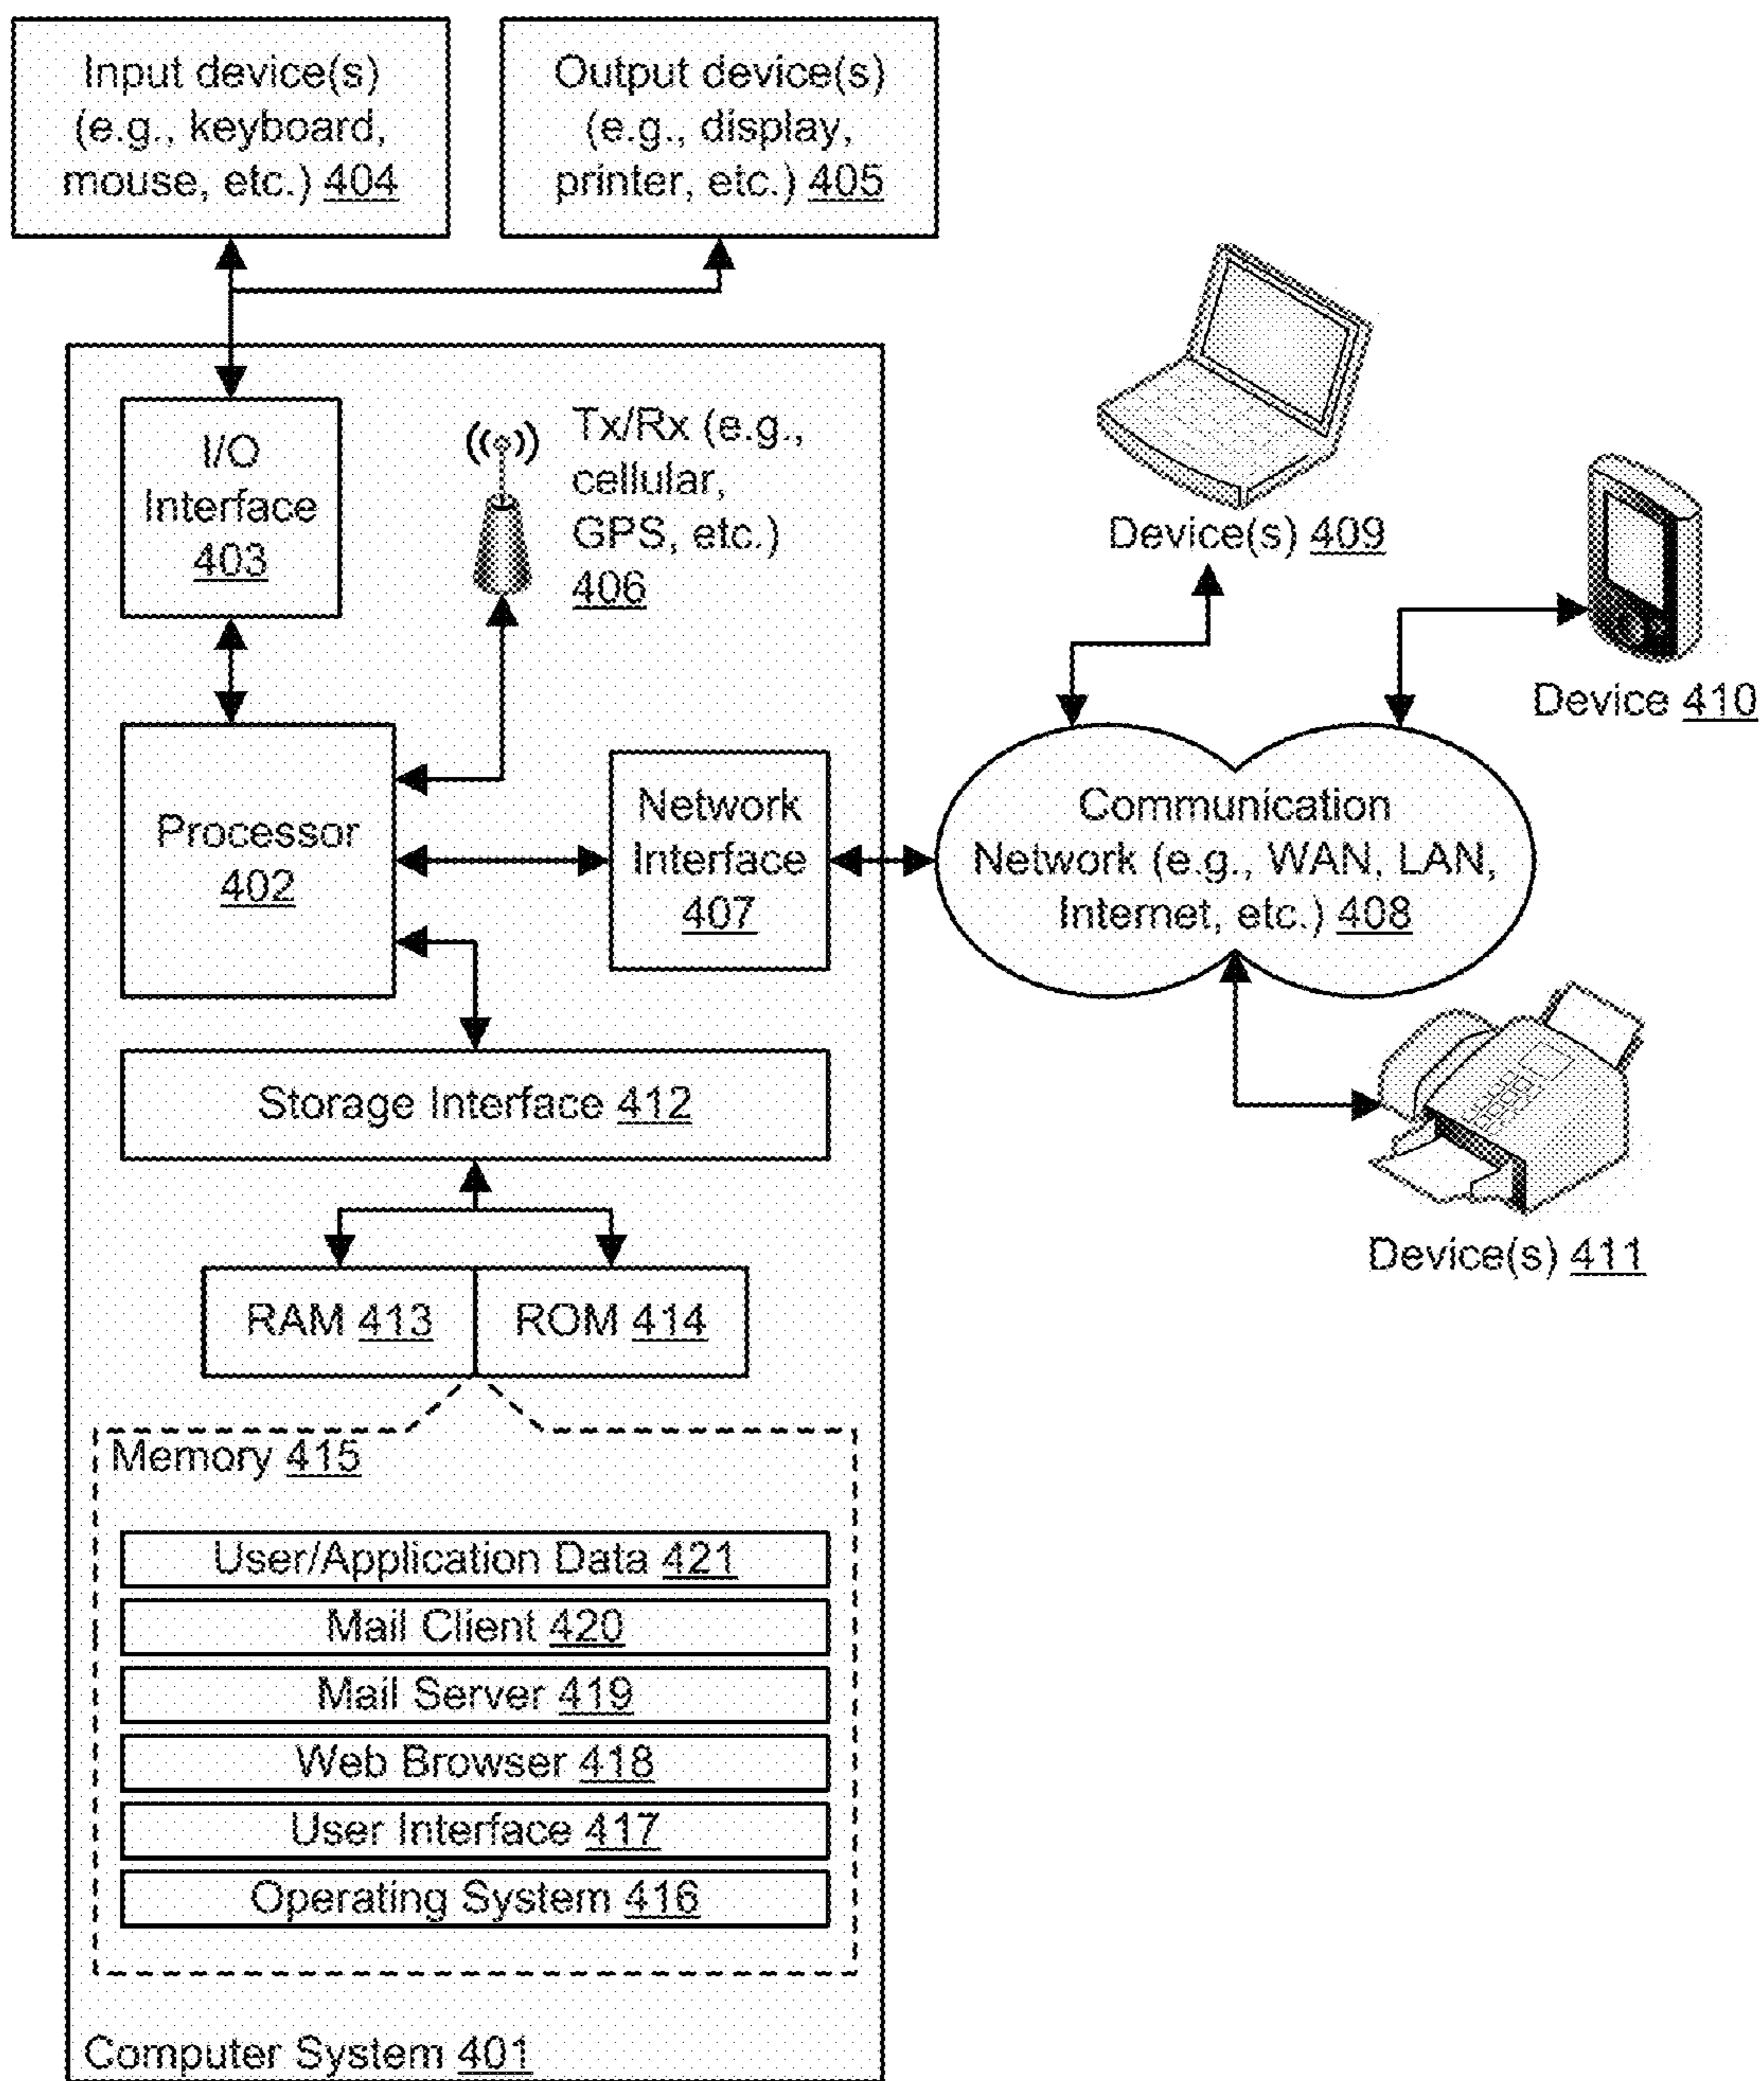 Input device(s)
(e.g., keyboard,
mouse, etc.) 404
Output device(s)
(e.g., display,
printer, etc.) 405
I/O
Interface
403
Tx/Rx (e.g.,
cellular,
GPS, etc.)
406
Device(s) 409
Device 410
Processor
402
Network
Interface
407
Communication
Network (e.g., WAN, LAN,
Internet, etc.) 408
Storage Interface 412
Device(s) 411
RAM 413
ROM 414
Memory 415
User/Application Data 421
Mail Client 420
Mail Server 419
Web Browser 418
User Interface 417
Operating System 416
Computer System 401